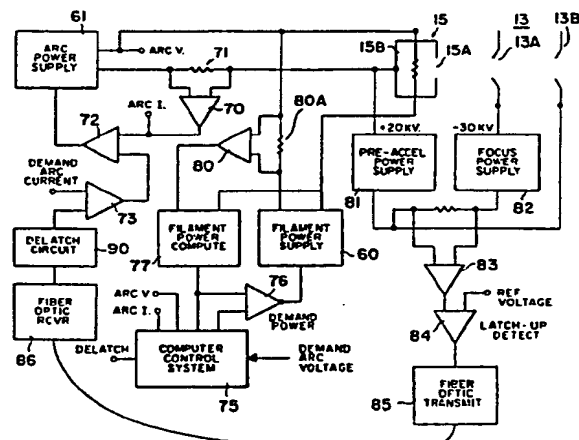 61
ARC
POWER
SUPPLY
ARC V.
71
15
15B
15A
13
13A
13B
ARC I.
70
72
80
80A
+20KV.
-30KV.
DEMAND
ARC
CURRENT
73
PRE-ACCEL
POWER
SUPPLY
81
FOCUS
POWER
SUPPLY
82
DELATCH
CIRCUIT
90
FILAMENT
POWER
COMPUTE
77
FILAMENT
POWER
SUPPLY
60
83
FIBER
OPTIC
RCVR
86
ARC V
ARC I.
76
DEMAND
POWER
REF
VOLTAGE
84
LATCH-UP
DETECT
DELATCH
COMPUTER
CONTROL
SYSTEM
75
DEMAND
ARC
VOLTAGE
85
FIBER
OPTIC
TRANSMIT